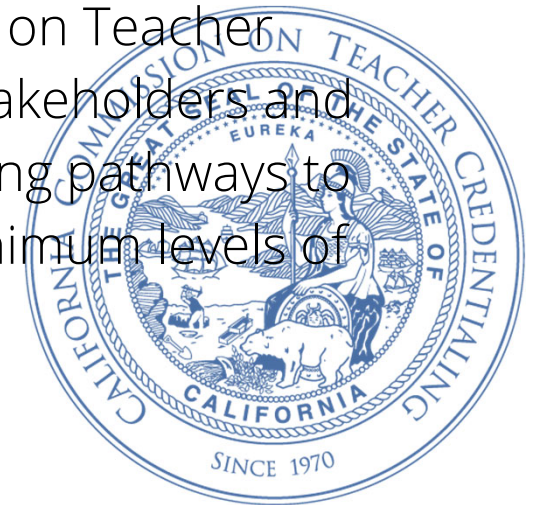 on Teacher
akeholders and
ng pathways to
nimum levels of
CALIFORNIA COMMISSION ON TEACHER CREDENTIALING
THE GREAT SEAL OF THE STATE OF
EUREKA
CALIFORNIA
SINCE 1970